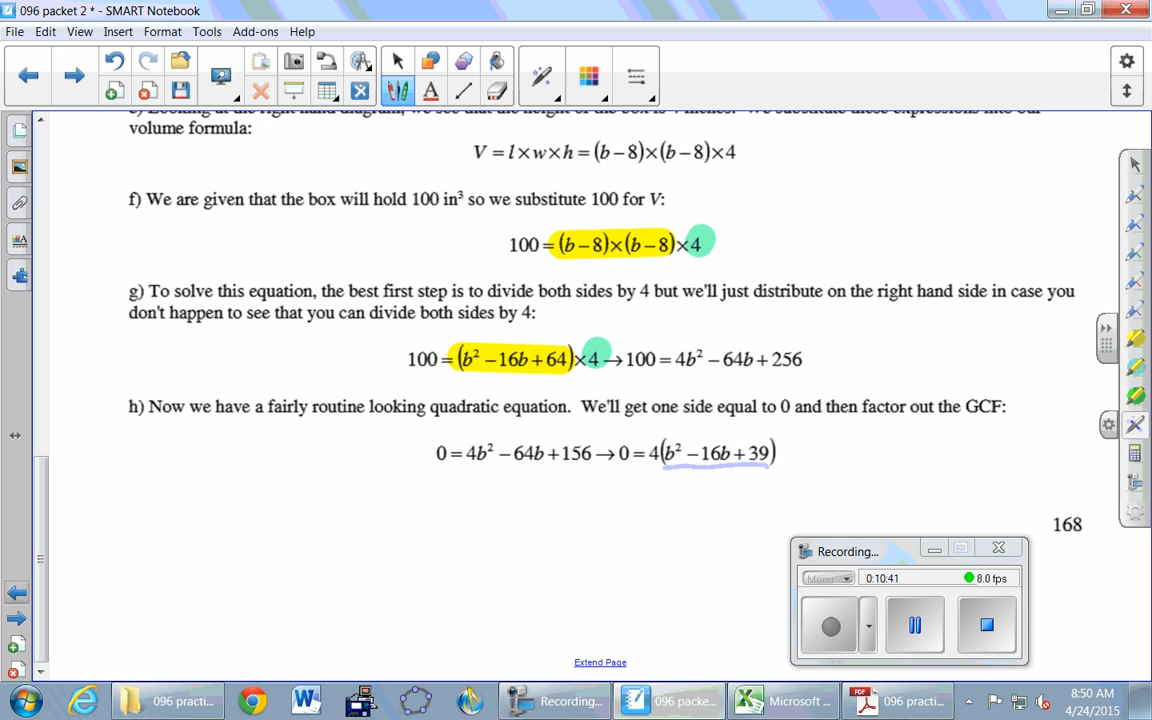 096 packet 2 * - SMART Notebook
File Edit View Insert Format Tools Add-ons Help
volume formula:
V = l × w × h = (b − 8) × (b − 8) × 4
f) We are given that the box will hold 100 in³ so we substitute 100 for V:
100 = (b − 8) × (b − 8) × 4
g) To solve this equation, the best first step is to divide both sides by 4 but we'll just distribute on the right hand side in case you
don't happen to see that you can divide both sides by 4:
100 = (b² − 16b + 64) × 4 → 100 = 4b² − 64b + 256
h) Now we have a fairly routine looking quadratic equation. We'll get one side equal to 0 and then factor out the GCF:
0 = 4b² − 64b + 156 → 0 = 4(b² − 16b + 39)
168
Recording...
Menu 0:10:41 8.0 fps
Extend Page
096 practi... Recording... 096 packe... Microsoft ... 096 practi...
8:50 AM
4/24/2015